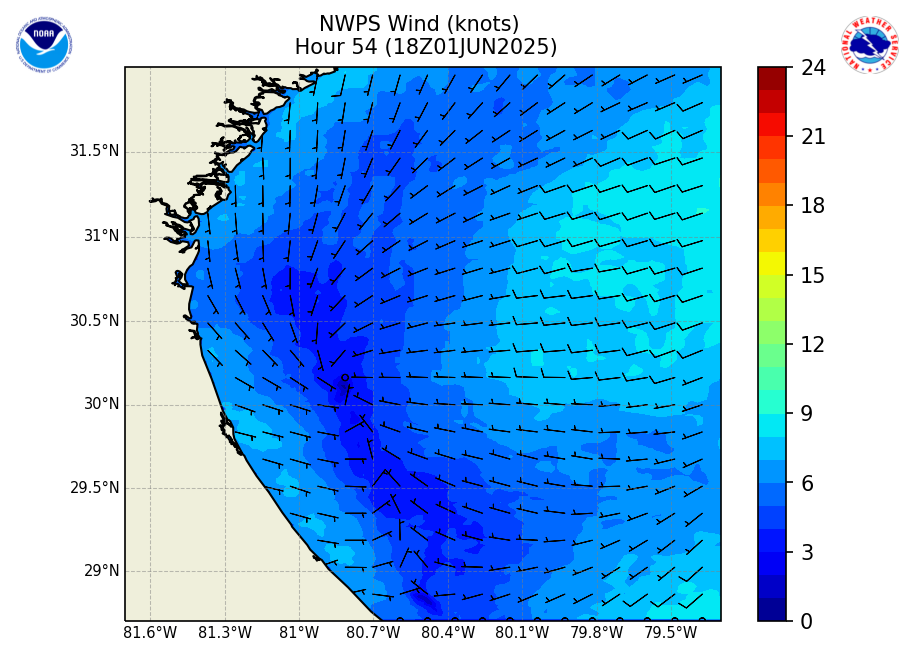 NWPS Wind (knots)
Hour 54 (18Z01JUN2025)
NOAA
NATIONAL WEATHER SERVICE
24
21
18
15
12
9
6
3
0
31.5°N
31°N
30.5°N
30°N
29.5°N
29°N
81.6°W 81.3°W 81°W 80.7°W 80.4°W 80.1°W 79.8°W 79.5°W